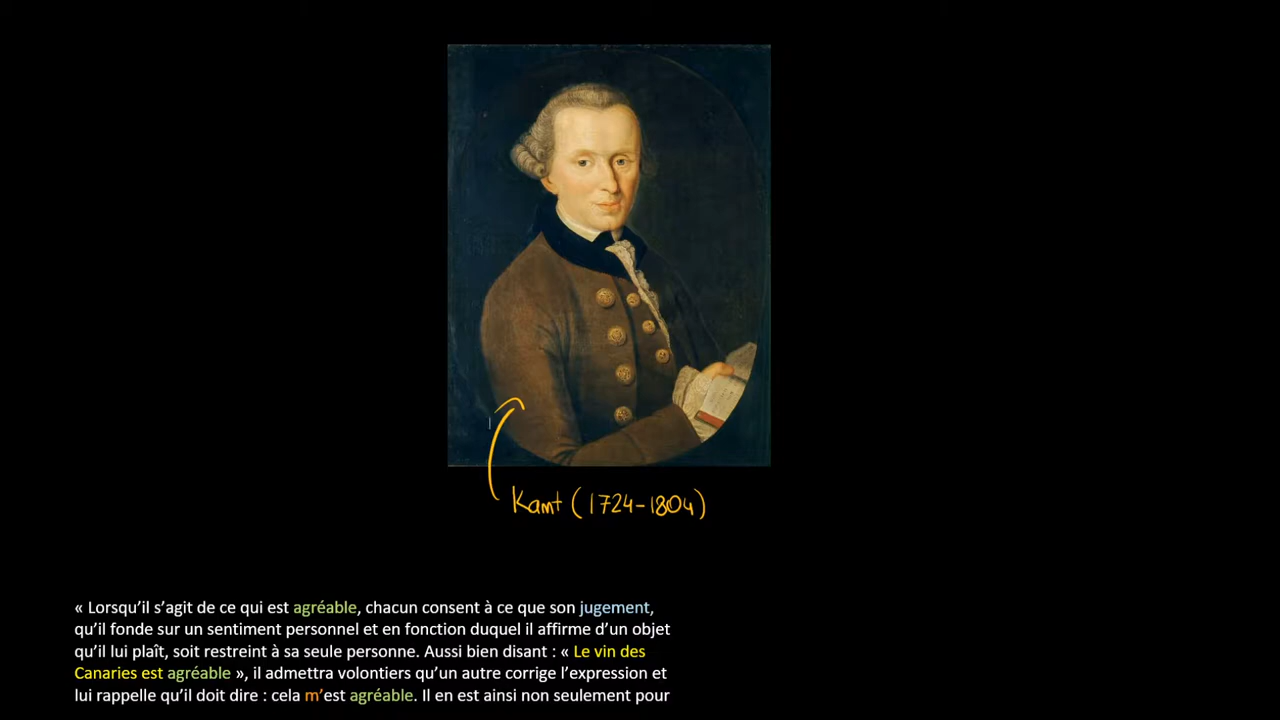 Kant (1724-1804)
« Lorsqu’il s’agit de ce qui est agréable, chacun consent à ce que son jugement,
qu’il fonde sur un sentiment personnel et en fonction duquel il affirme d’un objet
qu’il lui plaît, soit restreint à sa seule personne. Aussi bien disant : « Le vin des
Canaries est agréable », il admettra volontiers qu’un autre corrige l’expression et
lui rappelle qu’il doit dire : cela m’est agréable. Il en est ainsi non seulement pour